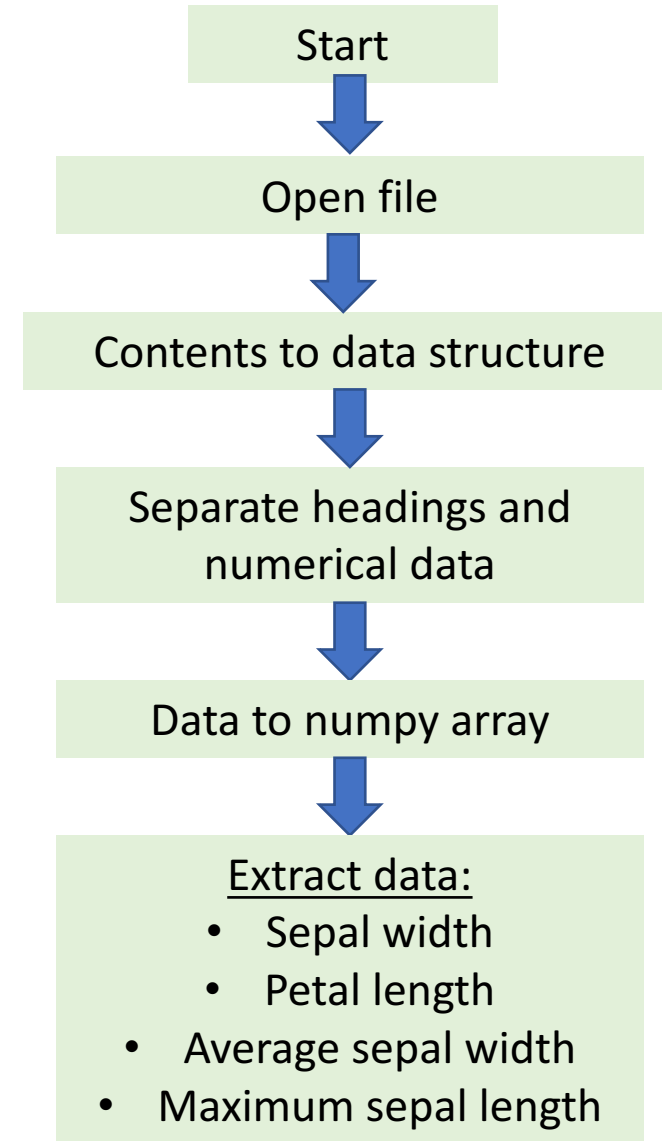 Start
Open file
Contents to data structure
Separate headings and
numerical data
Data to numpy array
Extract data:
• Sepal width
• Petal length
• Average sepal width
• Maximum sepal length